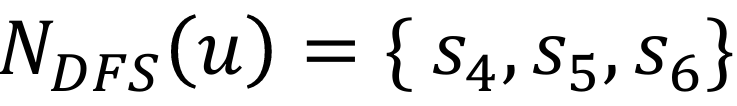 N_{DFS}(u) = { s_4, s_5, s_6}